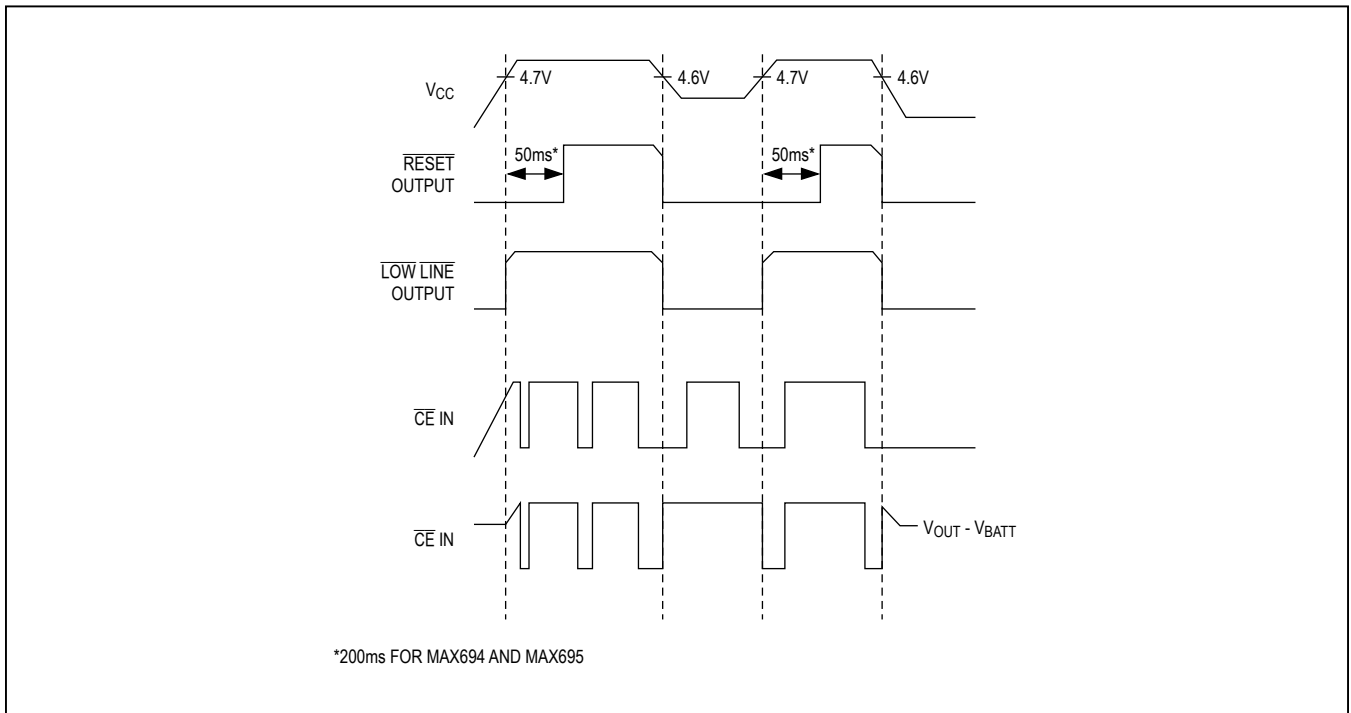 4.7V
4.6V
4.7V
4.6V
VCC
50ms*
50ms*
RESET
OUTPUT
LOW LINE
OUTPUT
CE IN
CE IN
VOUT - VBATT
*200ms FOR MAX694 AND MAX695